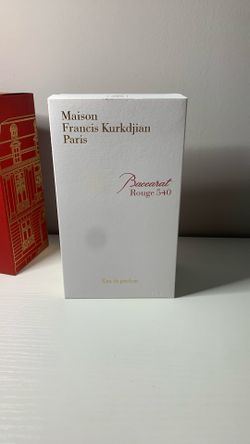 Maison
Francis Kurkdjian
Paris
Baccarat
Rouge 540
Eau de parfum